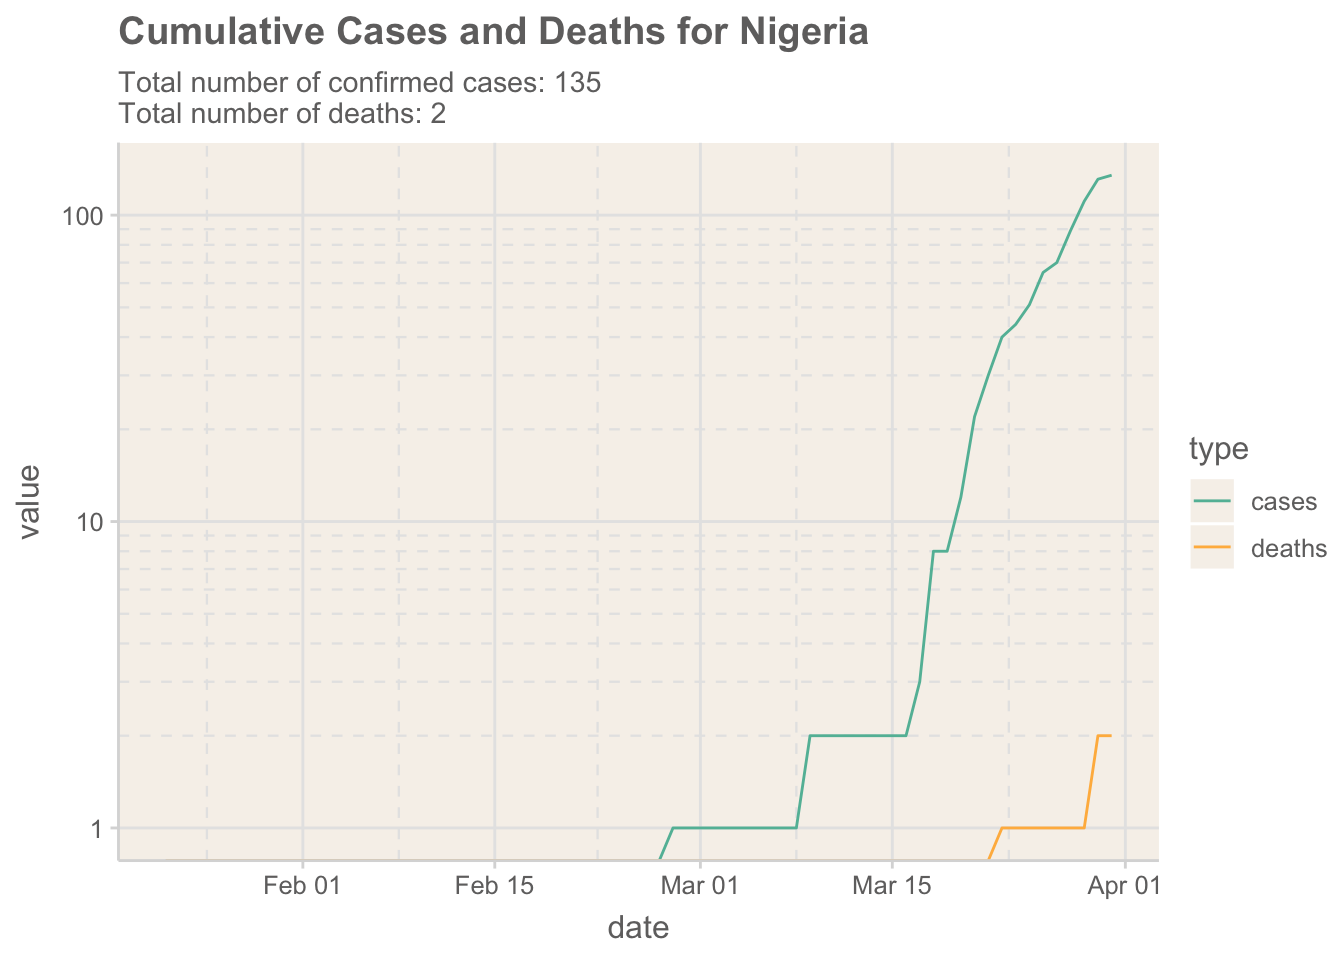 Cumulative Cases and Deaths for Nigeria
Total number of confirmed cases: 135
Total number of deaths: 2
100
10
1
value
Feb 01
Feb 15
Mar 01
Mar 15
Apr 01
date
type
cases
deaths